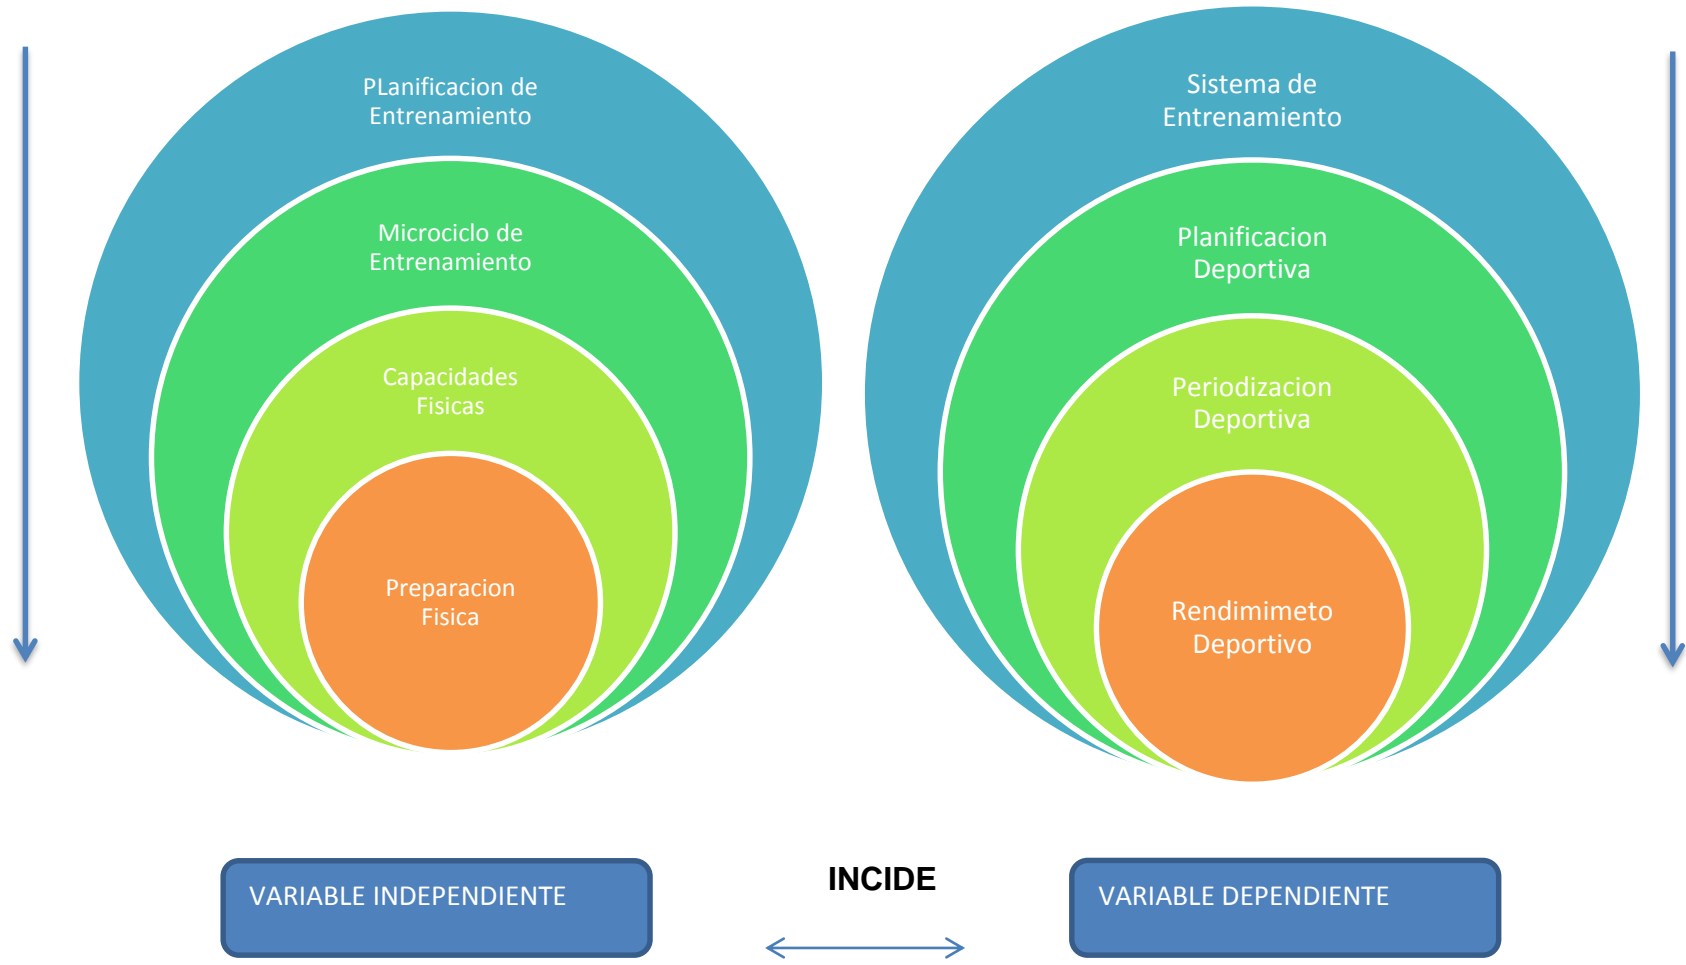 PLanificacion de
Entrenamiento
Microciclo de
Entrenamiento
Capacidades
Fisicas
Preparacion
Fisica
Sistema de
Entrenamiento
Planificacion
Deportiva
Periodizacion
Deportiva
Rendimimeto
Deportivo
VARIABLE INDEPENDIENTE
INCIDE
VARIABLE DEPENDIENTE